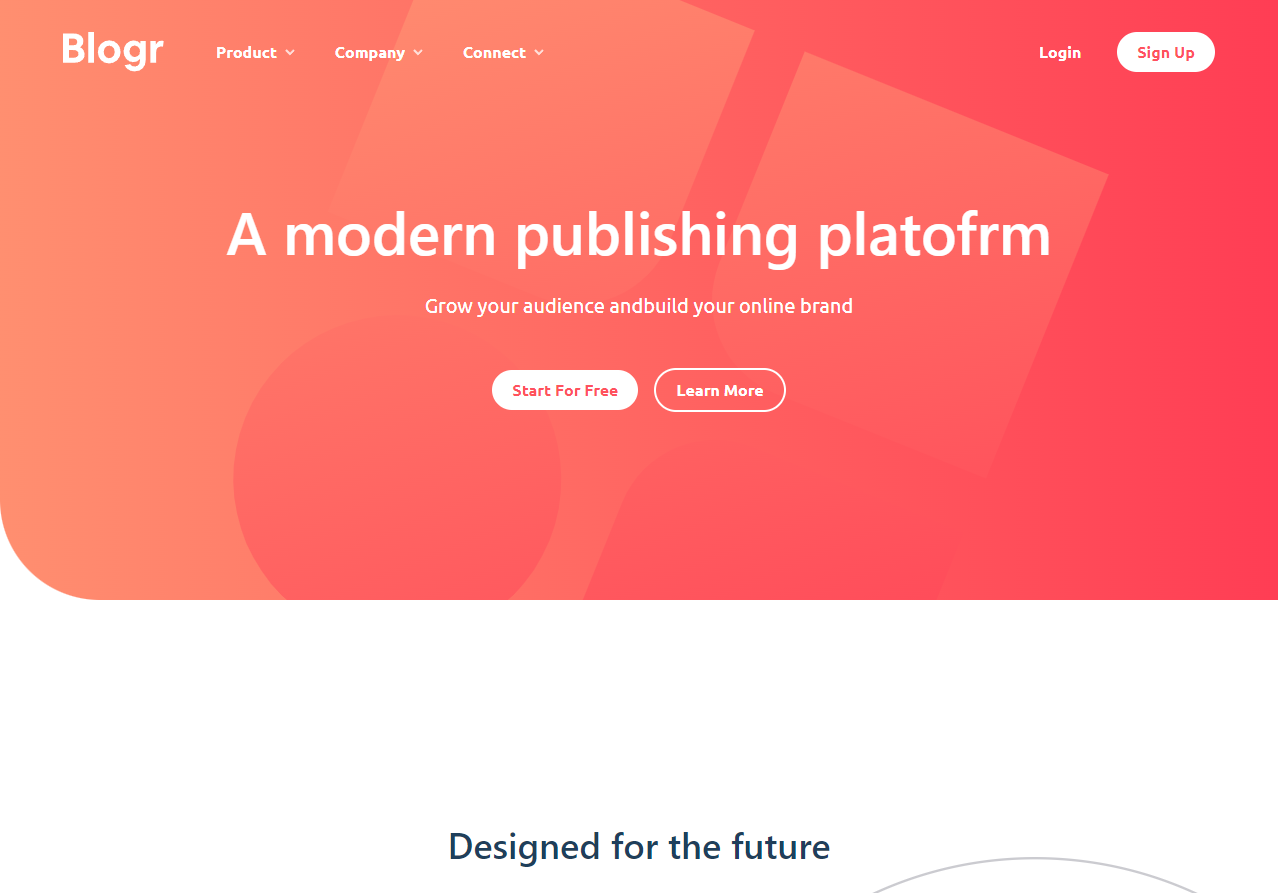 Blogr
Product
Company
Connect
Login
Sign Up
A modern publishing platofrm
Grow your audience andbuild your online brand
Start For Free
Learn More
Designed for the future